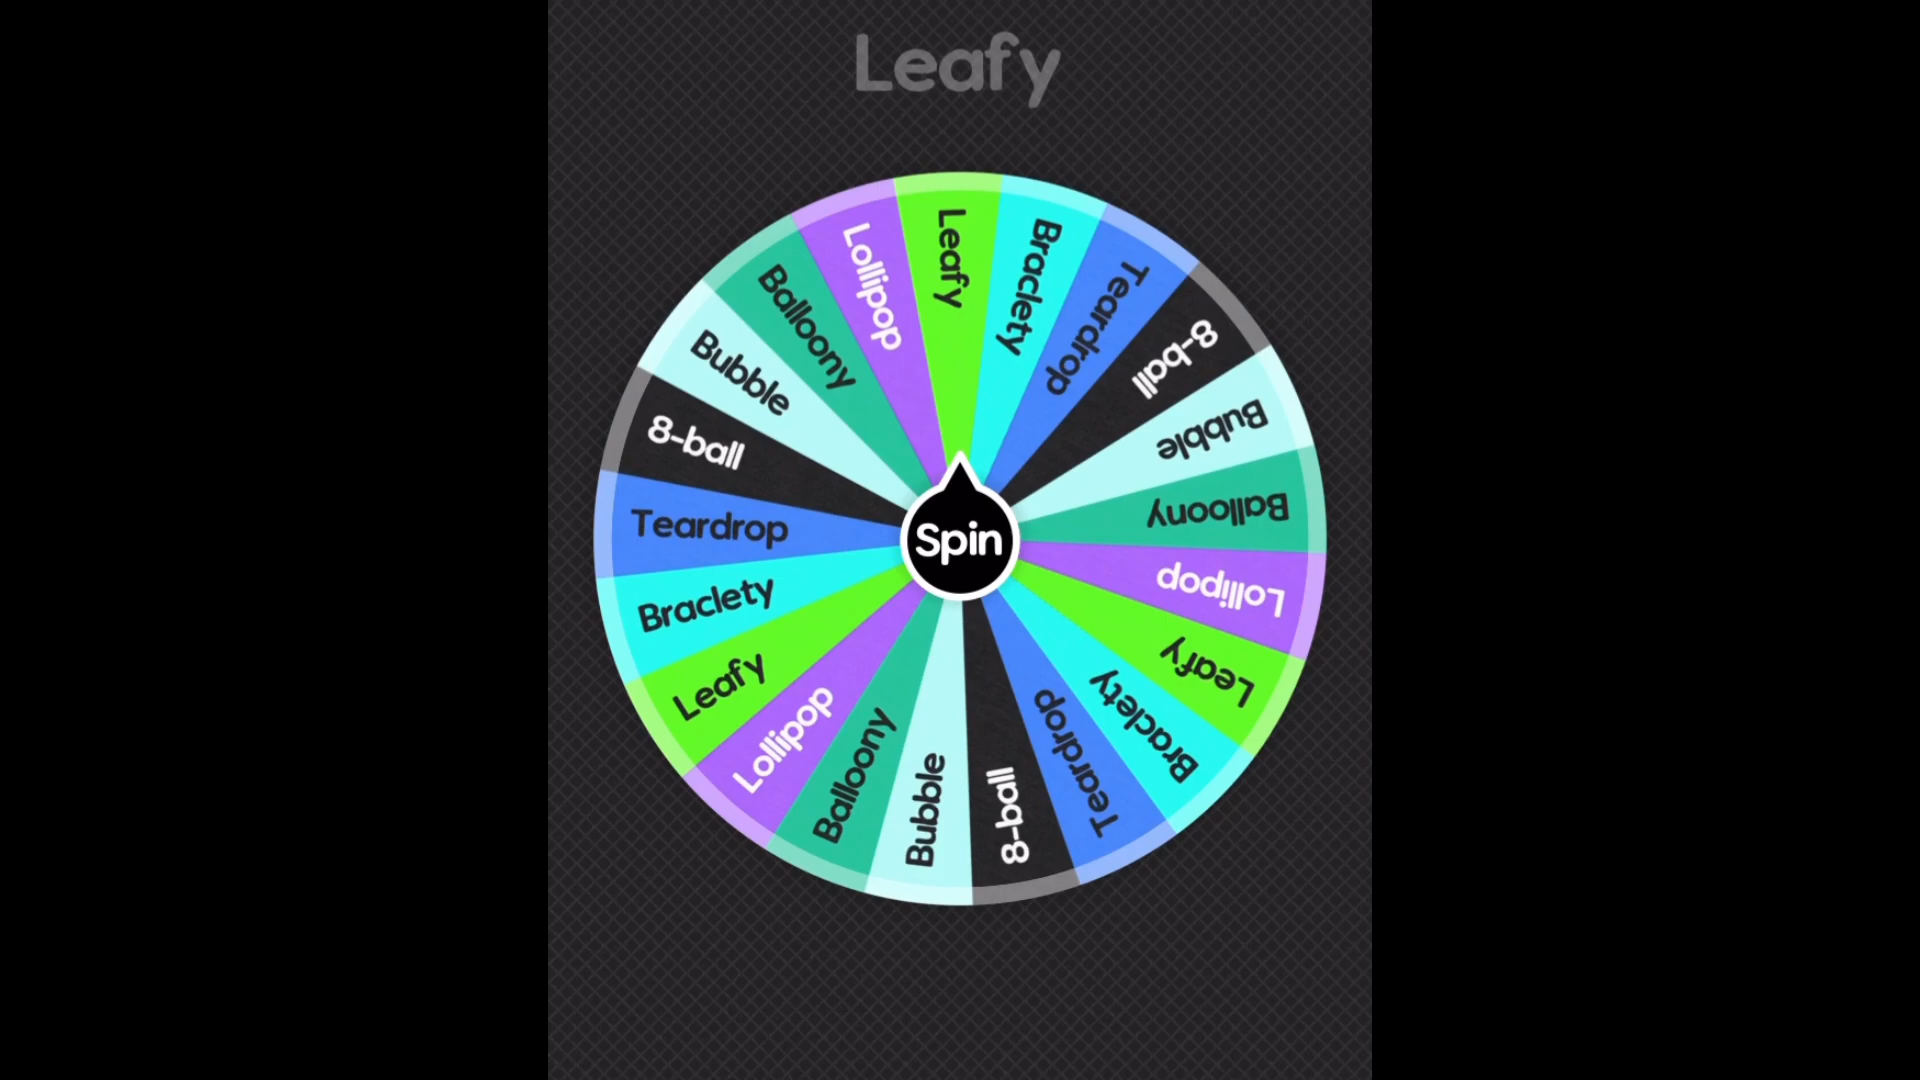 Leafy
Leafy
Braclety
Teardrop
8-ball
Bubble
Balloony
Lollipop
Leafy
Braclety
Teardrop
8-ball
Bubble
Balloony
Lollipop
Leafy
Braclety
Teardrop
8-ball
Bubble
Balloony
Lollipop
Spin